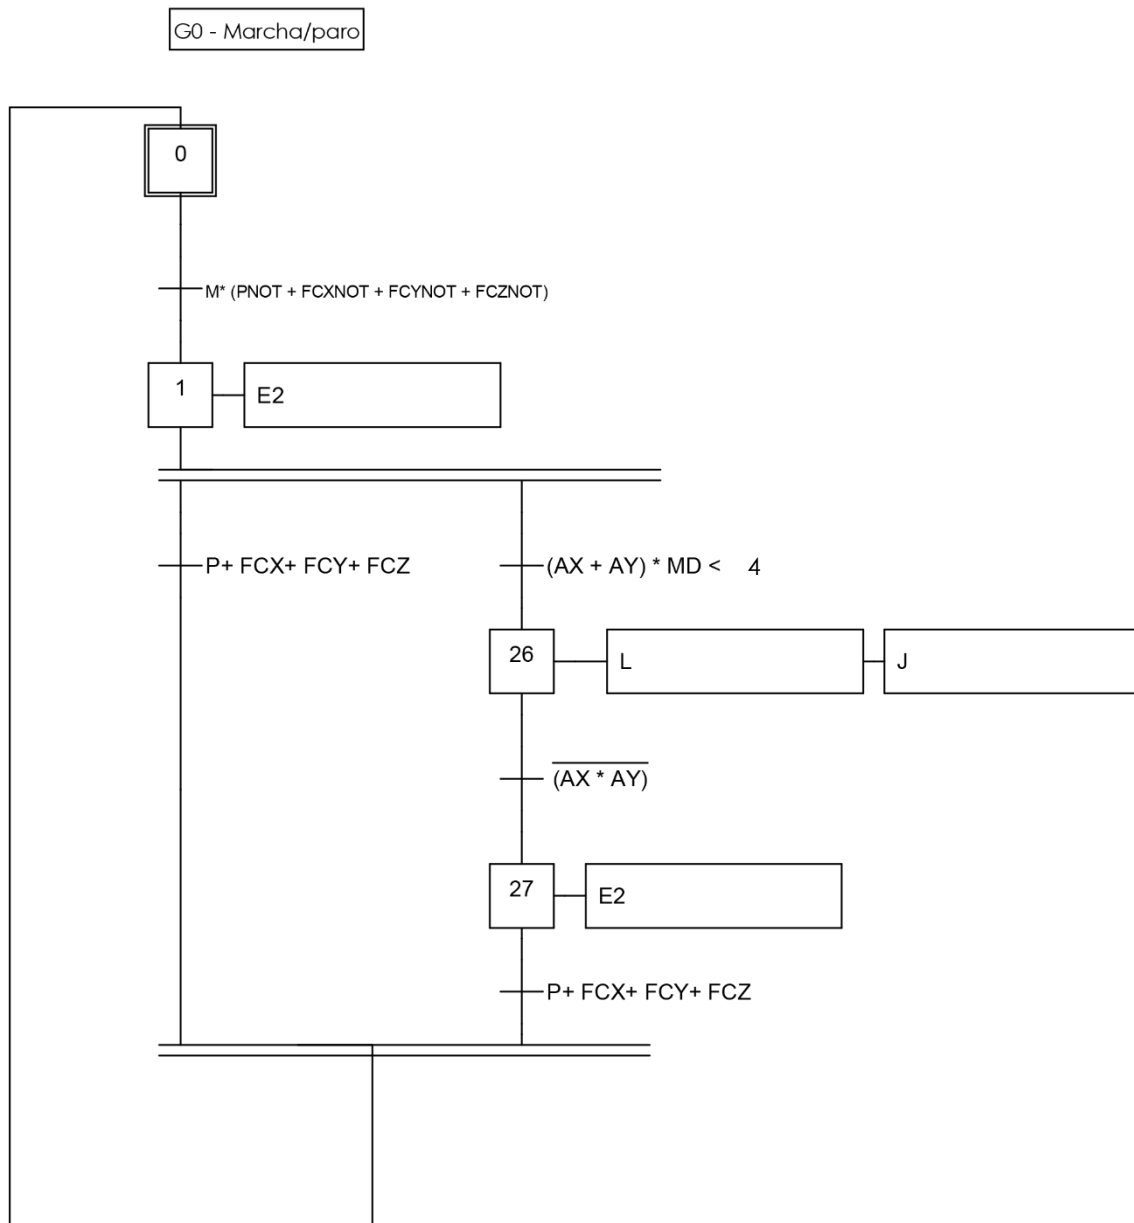 G0 - Marcha/paro
0
M* (PNOT + FCXNOT + FCYNOT + FCZNOT)
1
E2
P+ FCX+ FCY+ FCZ
(AX + AY) * MD < 4
26
L
J
(AX * AY)
27
E2
P+ FCX+ FCY+ FCZ